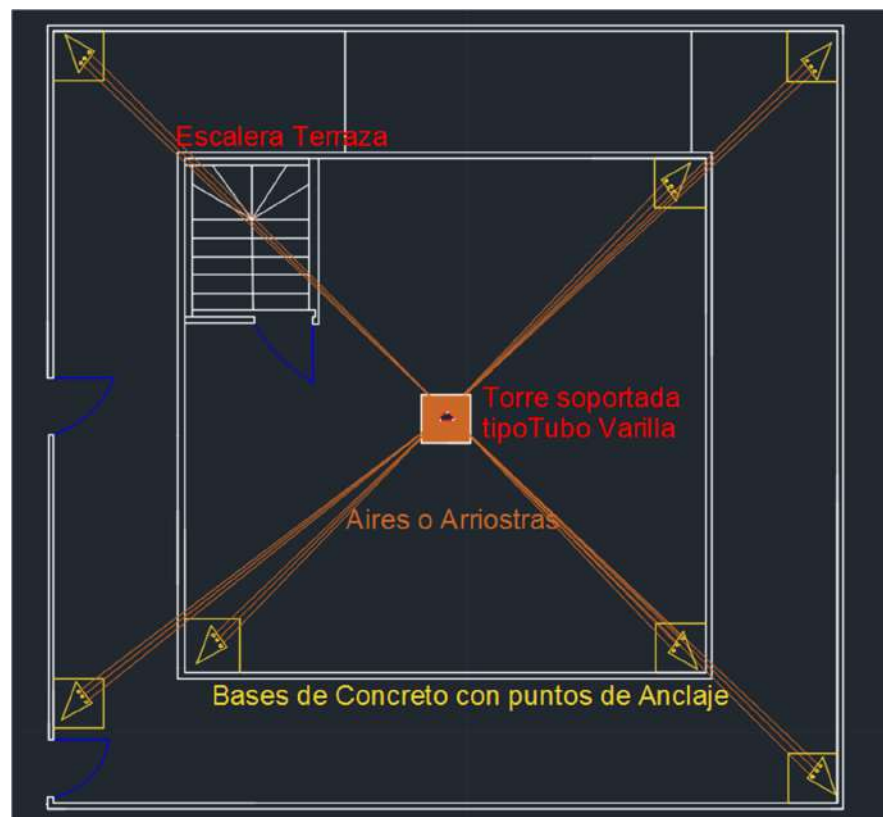 Escalera Terraza
Torre soportada
tipoTubo Varilla
Aires o Arriostras
Bases de Concreto con puntos de Anclaje